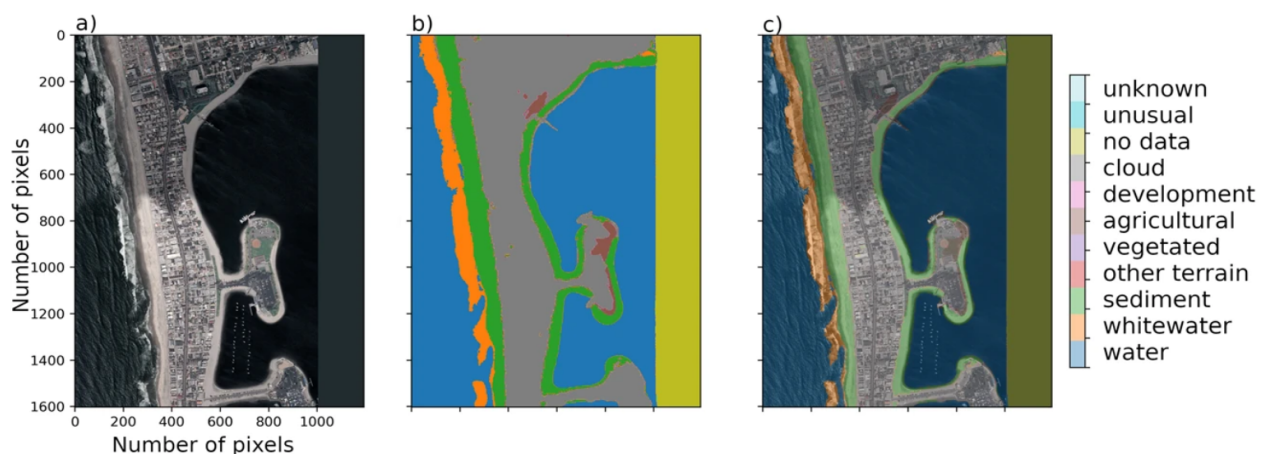 a)
b)
c)
0
200
400
600
800
1000
1200
1400
1600
Number of pixels
0 200 400 600 800 1000
Number of pixels
unknown
unusual
no data
cloud
development
agricultural
vegetated
other terrain
sediment
whitewater
water